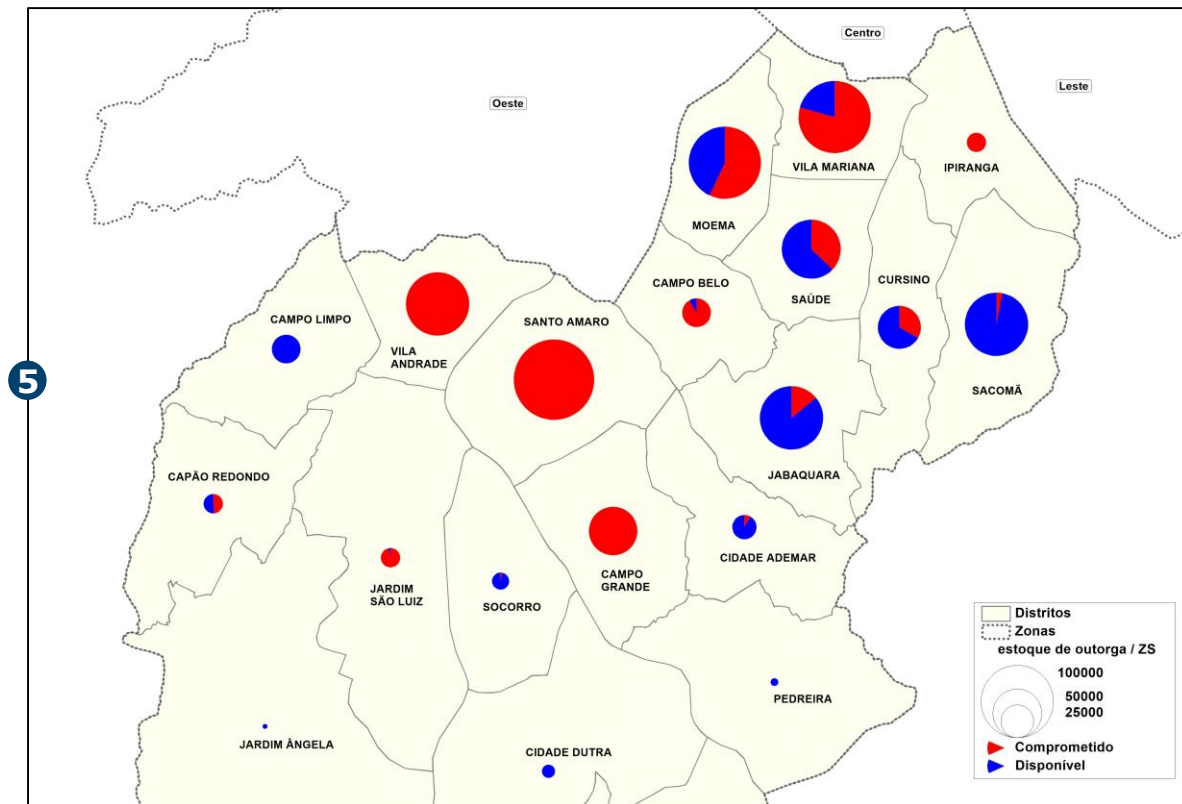 Centro
Oeste
Leste
VILA MARIANA
IPIRANGA
MOEMA
SAÚDE
CURSINO
CAMPO BELO
CAMPO LIMPO
VILA
ANDRADE
SANTO AMARO
SACOMÃ
5
JABAQUARA
CAPÃO REDONDO
CIDADE ADEMAR
JARDIM
SÃO LUIZ
SOCORRO
CAMPO
GRANDE
PEDREIRA
JARDIM ÂNGELA
CIDADE DUTRA
Distritos
Zonas
estoque de outorga / ZS
100000
50000
25000
Comprometido
Disponível